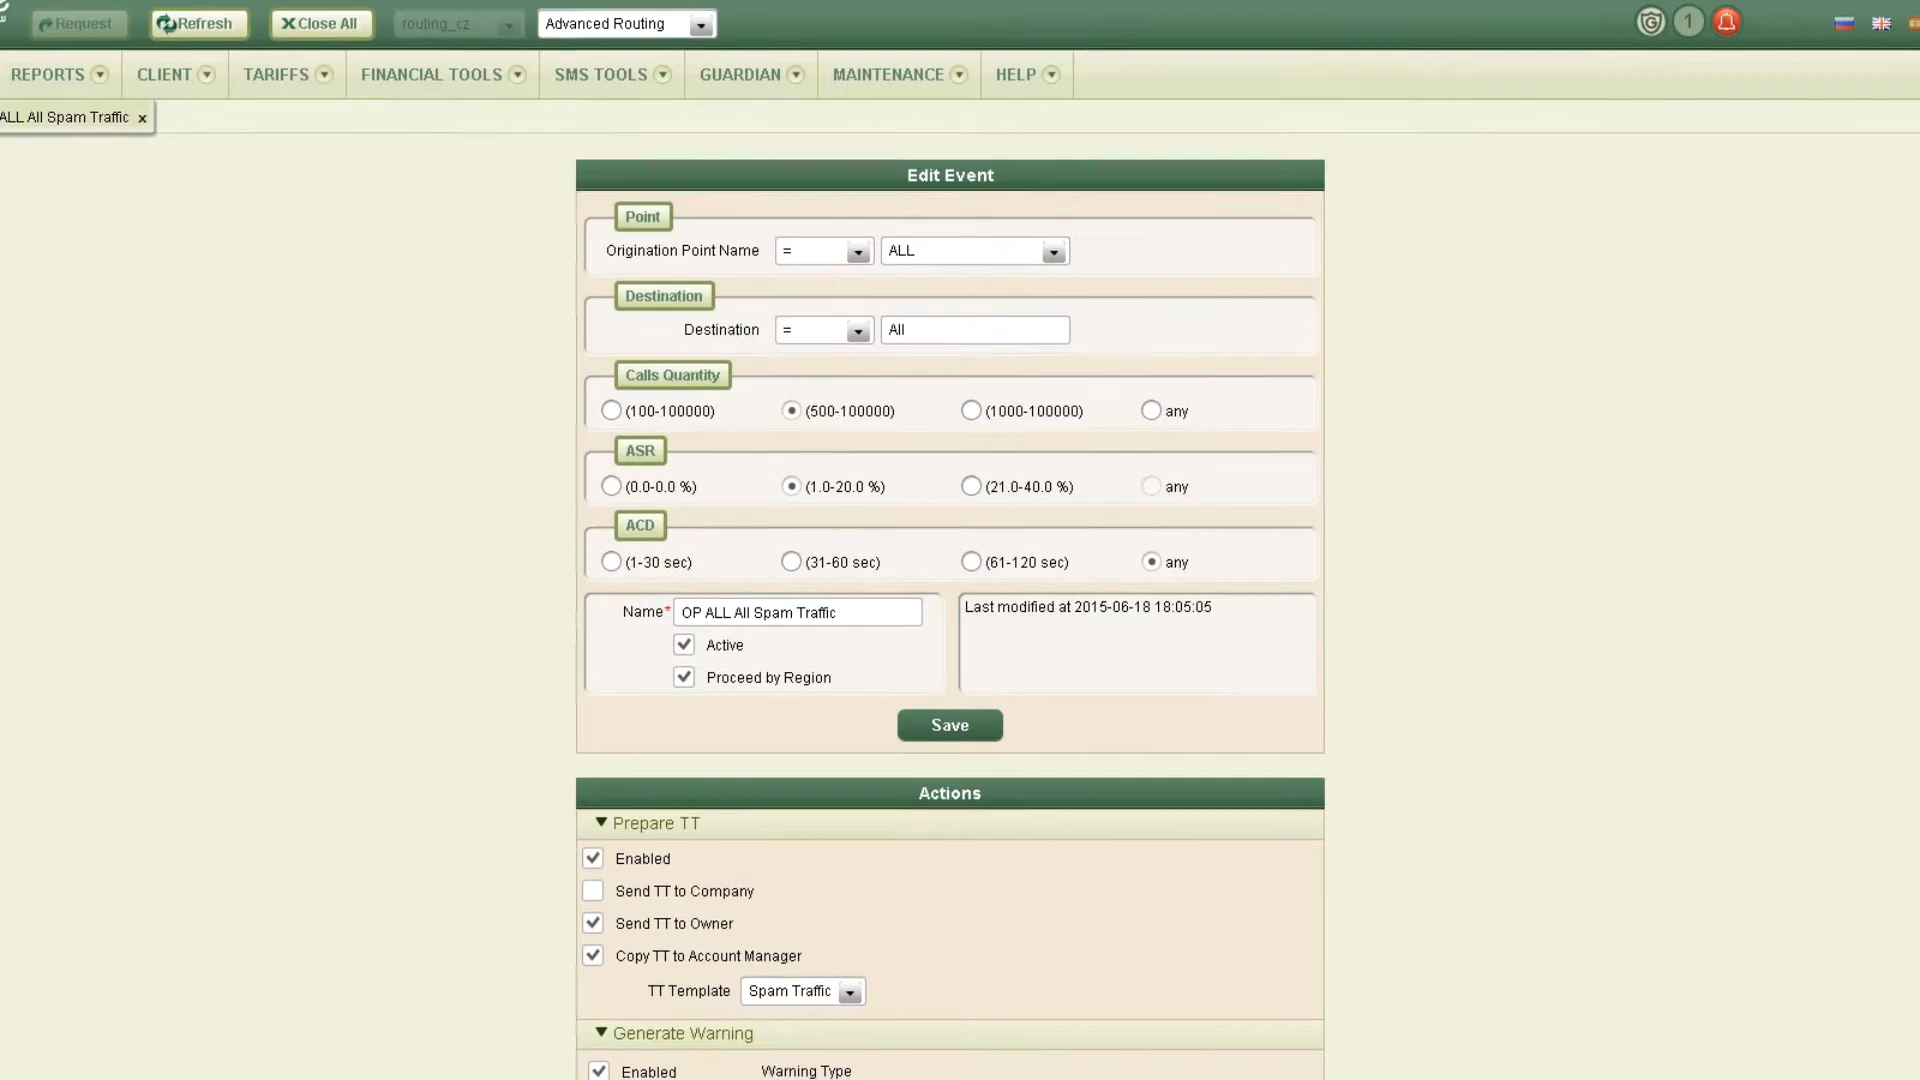 Request Refresh Close All routing_cz Advanced Routing 1
REPORTS CLIENT TARIFFS FINANCIAL TOOLS SMS TOOLS GUARDIAN MAINTENANCE HELP
ALL All Spam Traffic x
Edit Event
Point
Origination Point Name = ALL
Destination
Destination = All
Calls Quantity
(100-100000) (500-100000) (1000-100000) any
ASR
(0.0-0.0 %) (1.0-20.0 %) (21.0-40.0 %) any
ACD
(1-30 sec) (31-60 sec) (61-120 sec) any
Name* OP ALL All Spam Traffic
Last modified at 2015-06-18 18:05:05
Active
Proceed by Region
Save
Actions
Prepare TT
Enabled
Send TT to Company
Send TT to Owner
Copy TT to Account Manager
TT Template Spam Traffic
Generate Warning
Enabled Warning Type